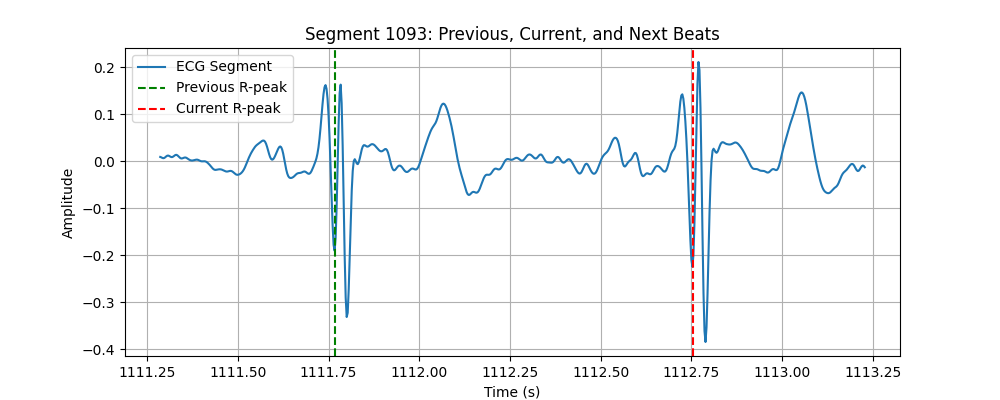 Segment 1093: Previous, Current, and Next Beats
ECG Segment
Previous R-peak
Current R-peak
Amplitude
0.2
0.1
0.0
−0.1
−0.2
−0.3
−0.4
1111.25 1111.50 1111.75 1112.00 1112.25 1112.50 1112.75 1113.00 1113.25
Time (s)